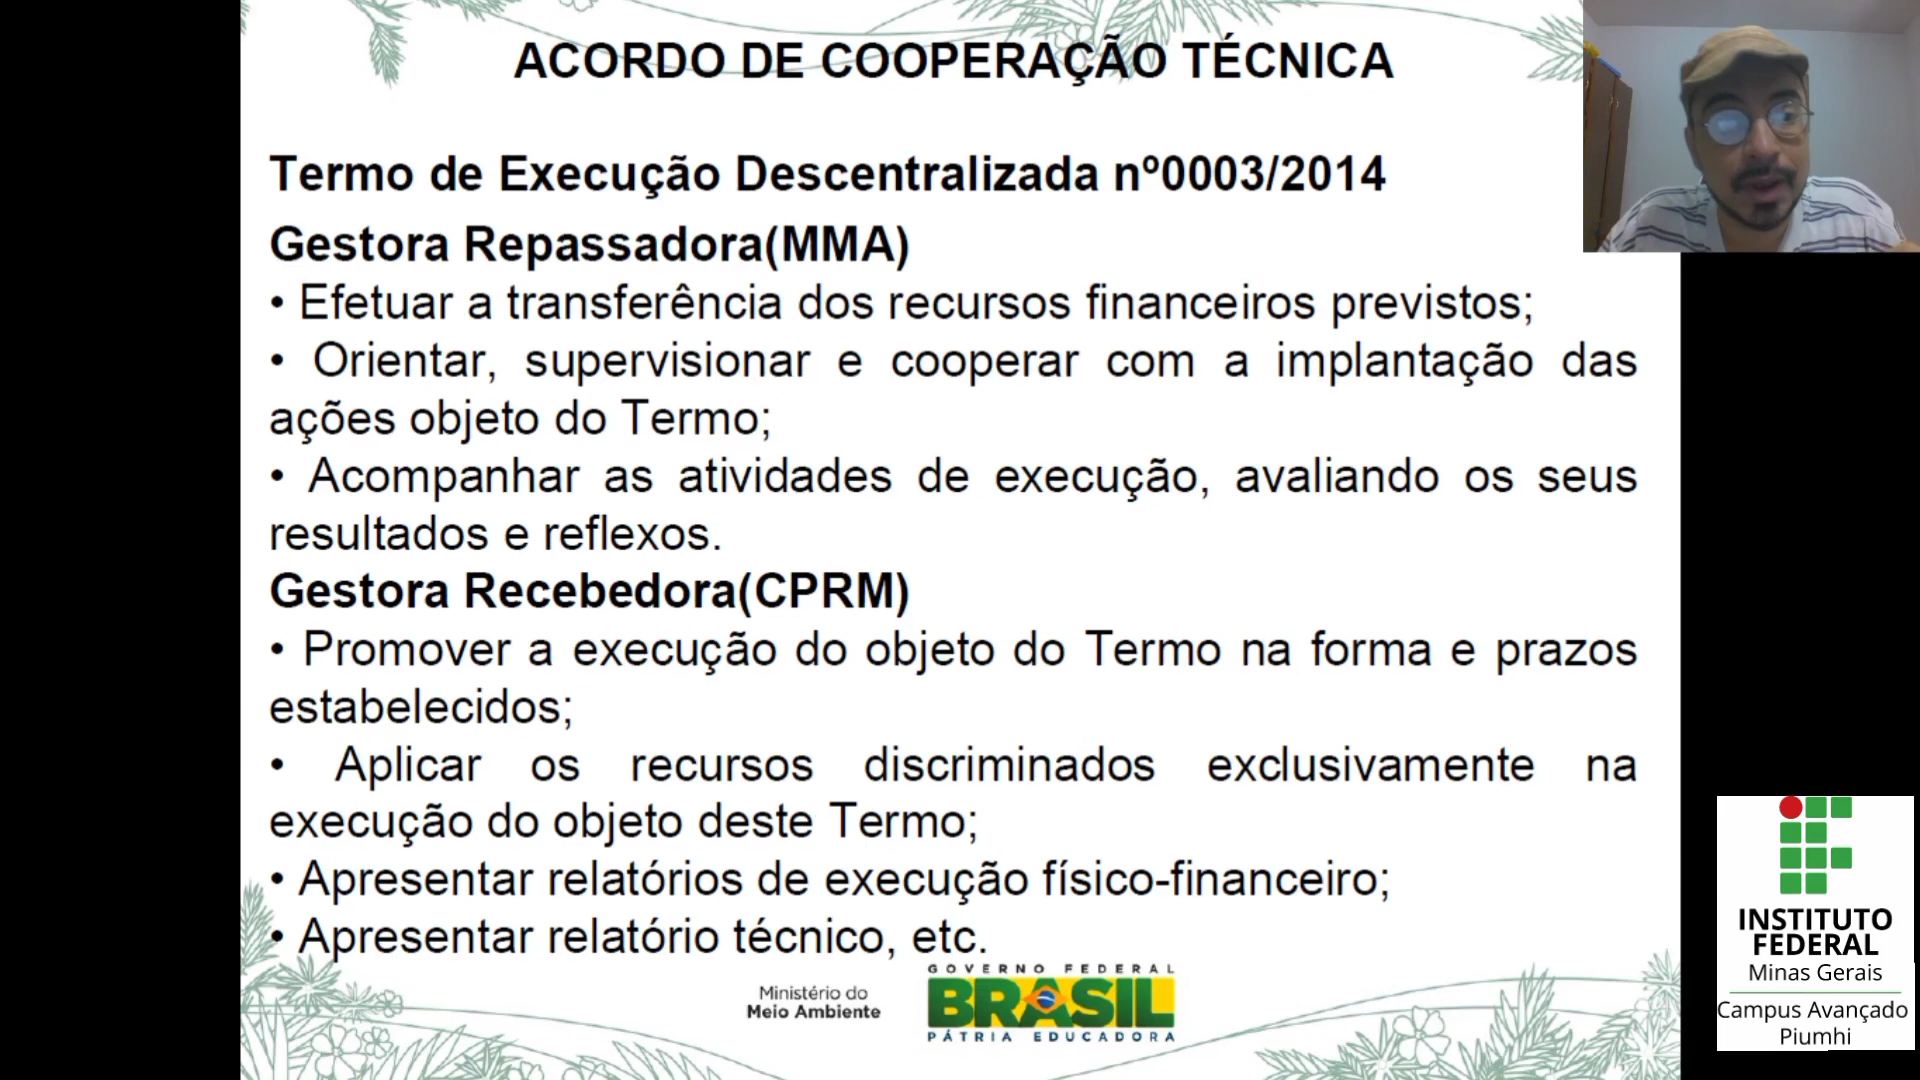 ACORDO DE COOPERAÇÃO TÉCNICA
Termo de Execução Descentralizada nº0003/2014
Gestora Repassadora(MMA)
• Efetuar a transferência dos recursos financeiros previstos;
• Orientar, supervisionar e cooperar com a implantação das
ações objeto do Termo;
• Acompanhar as atividades de execução, avaliando os seus
resultados e reflexos.
Gestora Recebedora(CPRM)
• Promover a execução do objeto do Termo na forma e prazos
estabelecidos;
• Aplicar os recursos discriminados exclusivamente na
execução do objeto deste Termo;
• Apresentar relatórios de execução físico-financeiro;
• Apresentar relatório técnico, etc.
Ministério do
Meio Ambiente
GOVERNO FEDERAL
BRASIL
PÁTRIA EDUCADORA
INSTITUTO
FEDERAL
Minas Gerais
Campus Avançado
Piumhi